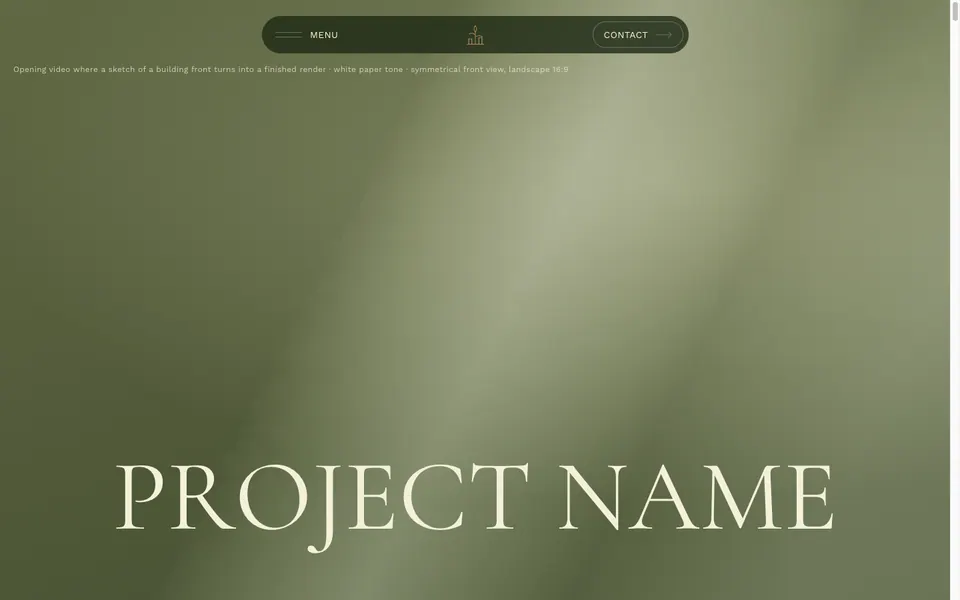 MENU
CONTACT
Opening video where a sketch of a building front turns into a finished render · white paper tone · symmetrical front view, landscape 16:9
PROJECT NAME